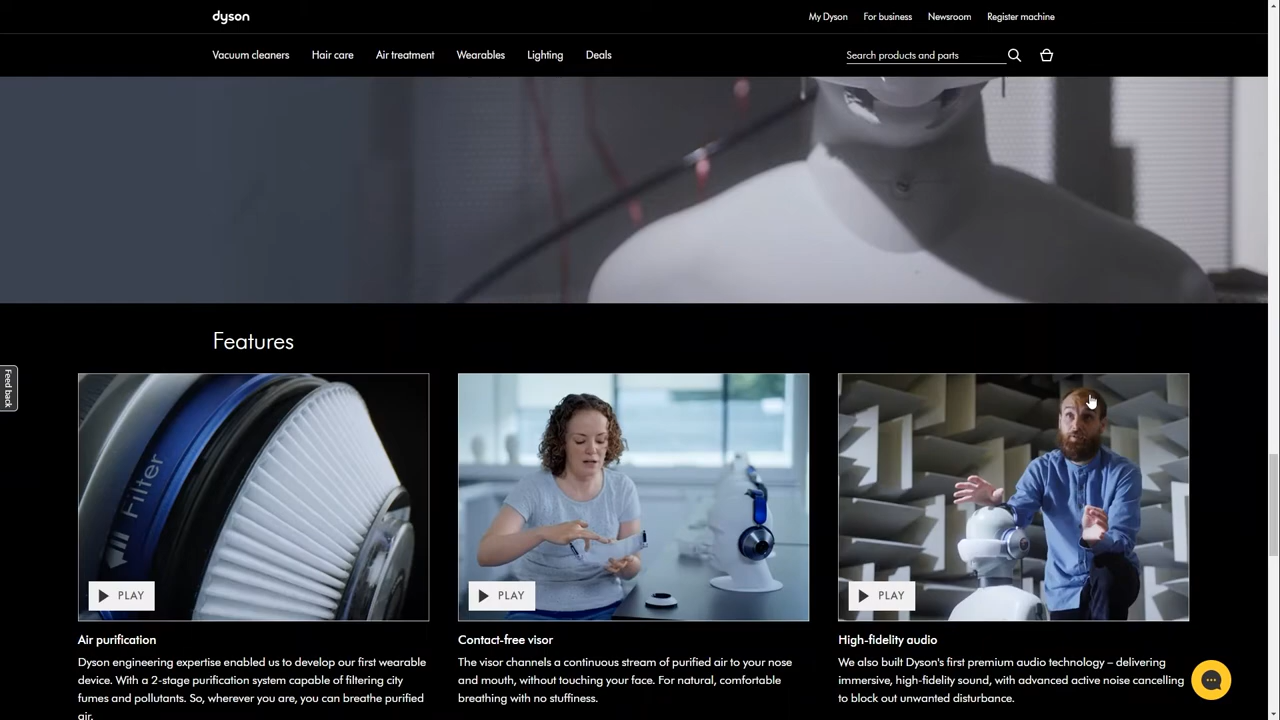 dyson
My Dyson For business Newsroom Register machine
Vacuum cleaners Hair care Air treatment Wearables Lighting Deals
Search products and parts
Features
Feed back
Filter
PLAY
PLAY
PLAY
Air purification
Dyson engineering expertise enabled us to develop our first wearable
device. With a 2-stage purification system capable of filtering city
fumes and pollutants. So, wherever you are, you can breathe purified
air.
Contact-free visor
The visor channels a continuous stream of purified air to your nose
and mouth, without touching your face. For natural, comfortable
breathing with no stuffiness.
High-fidelity audio
We also built Dyson's first premium audio technology – delivering
immersive, high-fidelity sound, with advanced active noise cancelling
to block out unwanted disturbance.